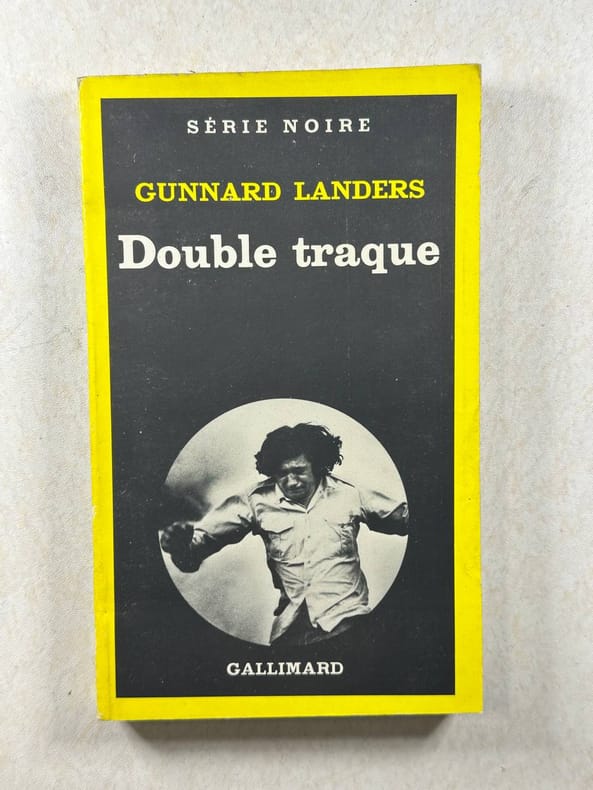 SÉRIE NOIRE
GUNNARD LANDERS
Double traque
GALLIMARD